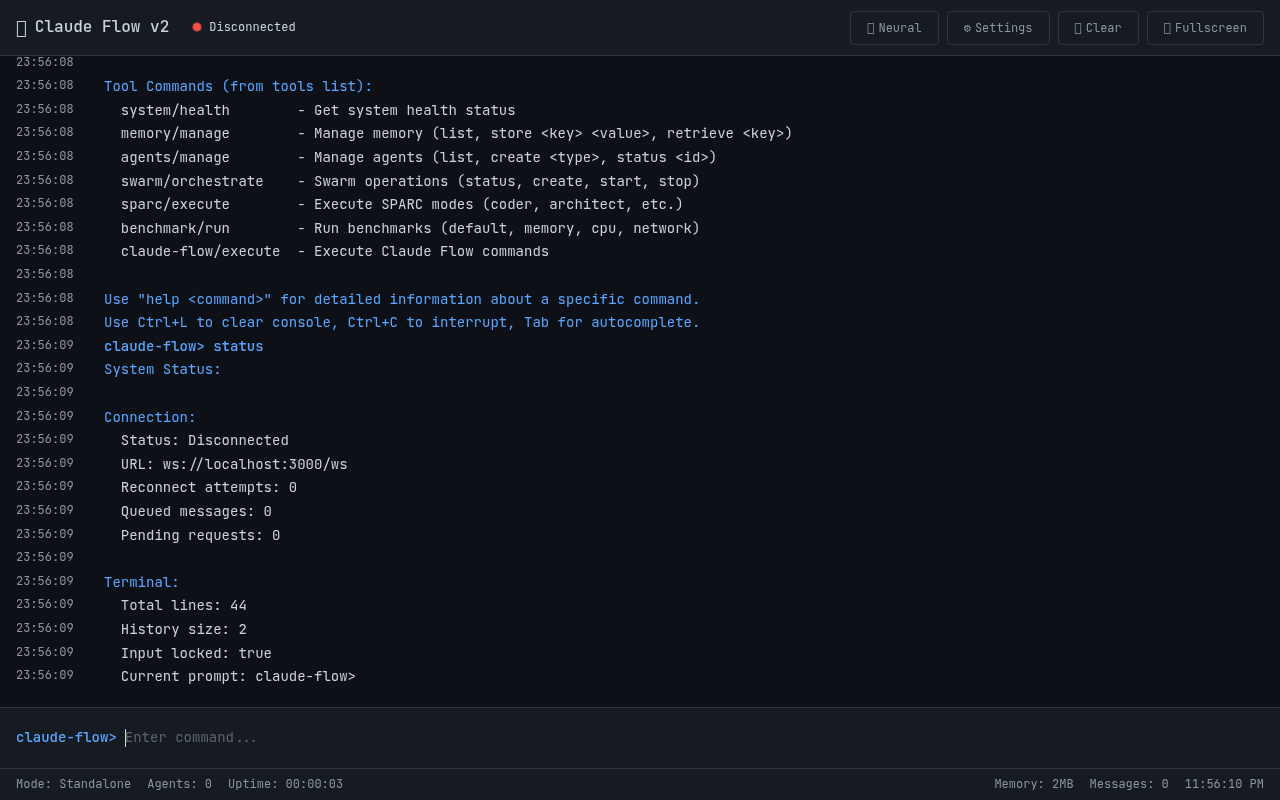 Claude Flow v2 Disconnected Neural ⚙ Settings Clear Fullscreen
23:56:08
23:56:08 Tool Commands (from tools list):
23:56:08 system/health - Get system health status
23:56:08 memory/manage - Manage memory (list, store <key> <value>, retrieve <key>)
23:56:08 agents/manage - Manage agents (list, create <type>, status <id>)
23:56:08 swarm/orchestrate - Swarm operations (status, create, start, stop)
23:56:08 sparc/execute - Execute SPARC modes (coder, architect, etc.)
23:56:08 benchmark/run - Run benchmarks (default, memory, cpu, network)
23:56:08 claude-flow/execute - Execute Claude Flow commands
23:56:08
23:56:08 Use "help <command>" for detailed information about a specific command.
23:56:08 Use Ctrl+L to clear console, Ctrl+C to interrupt, Tab for autocomplete.
23:56:09 claude-flow> status
23:56:09 System Status:
23:56:09
23:56:09 Connection:
23:56:09 Status: Disconnected
23:56:09 URL: ws://localhost:3000/ws
23:56:09 Reconnect attempts: 0
23:56:09 Queued messages: 0
23:56:09 Pending requests: 0
23:56:09
23:56:09 Terminal:
23:56:09 Total lines: 44
23:56:09 History size: 2
23:56:09 Input locked: true
23:56:09 Current prompt: claude-flow>
claude-flow> Enter command...
Mode: Standalone Agents: 0 Uptime: 00:00:03 Memory: 2MB Messages: 0 11:56:10 PM